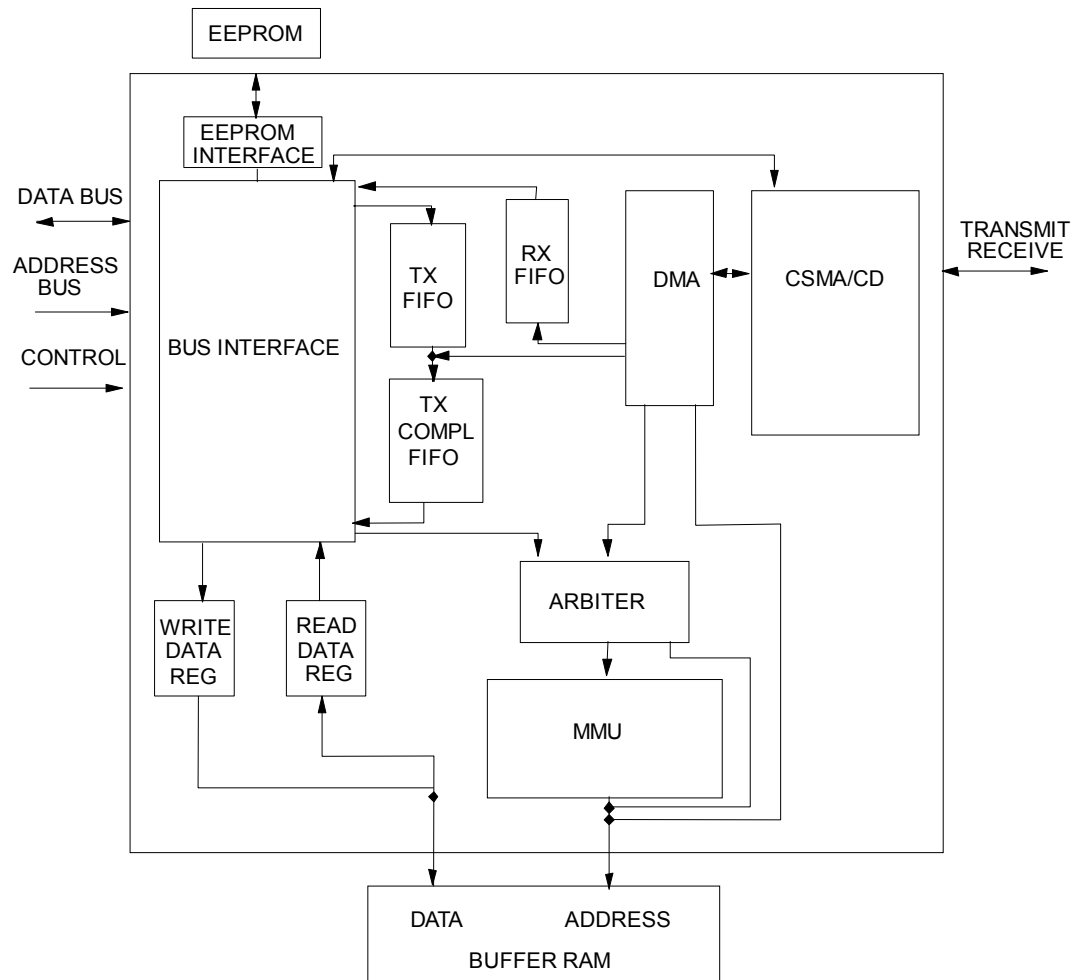 EEPROM
EEPROM
INTERFACE
DATA BUS
ADDRESS
BUS
CONTROL
BUS INTERFACE
TX
FIFO
RX
FIFO
DMA
CSMA/CD
TRANSMIT
RECEIVE
TX
COMPL
FIFO
WRITE
DATA
REG
READ
DATA
REG
ARBITER
MMU
DATA
ADDRESS
BUFFER RAM